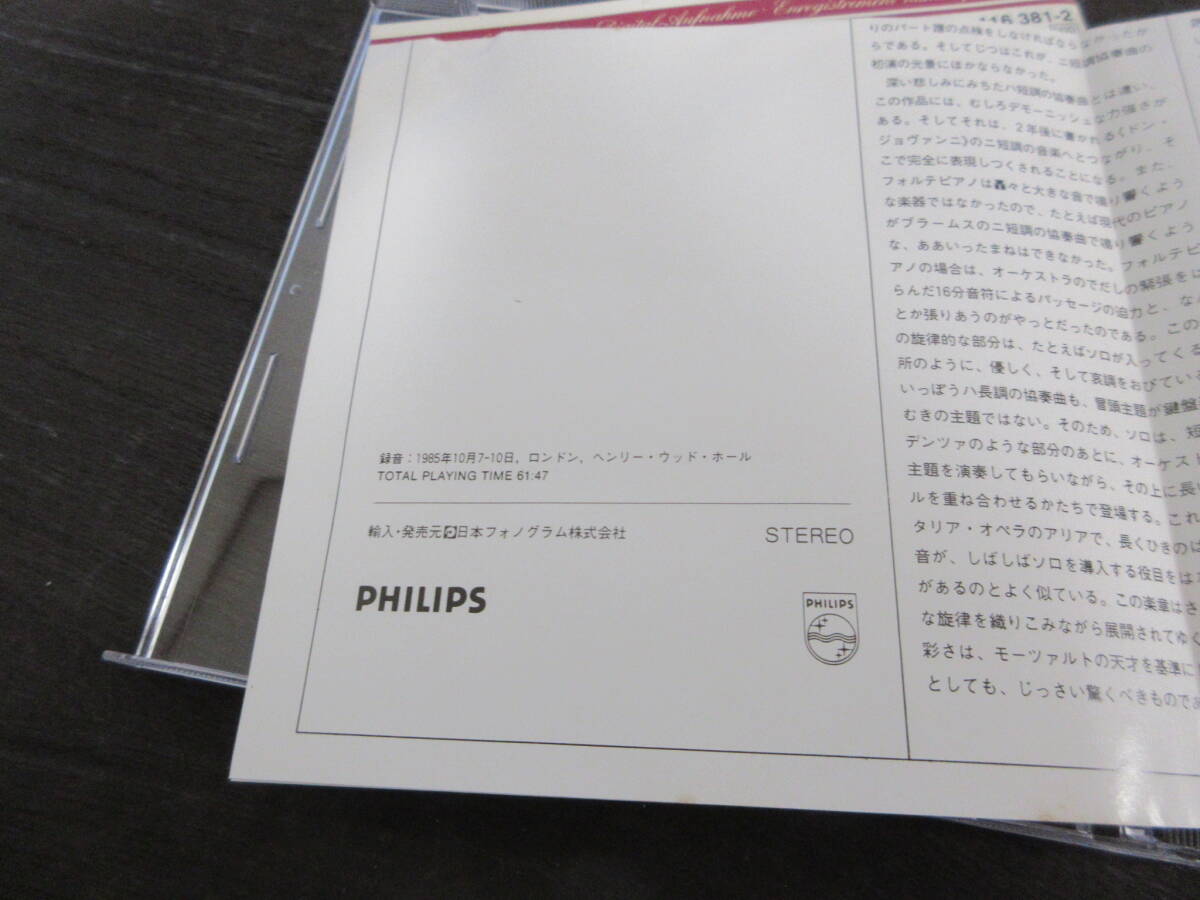 Digital-Aufnahme · Enregistrement
116 381-2
録音：1985年10月7-10日，ロンドン，ヘンリー・ウッド・ホール
TOTAL PLAYING TIME 61:47
輸入・発売元 日本フォノグラム株式会社
STEREO
PHILIPS
PHILIPS
りのパート譜の点検をしなければならなかったか
らである。そしてじつはこれが、ニ短調協奏曲の
初演の光景にほかならなかった。
深い悲しみにみちたハ短調の協奏曲とは違い、
この作品には、むしろデモーニッシュな力強さが
ある。そしてそれは、2年後に書かれる《ドン・
ジョヴァンニ》のニ短調の音楽へとつながり、そ
こで完全に表現しつくされることになる。また、
フォルテピアノは轟々と大きな音で鳴り響くよう
な楽器ではなかったので、たとえば現代のピアノ
がブラームスのニ短調の協奏曲で鳴り響くよう
な、ああいったまねはできなかった。フォルテピ
アノの場合は、オーケストラのでだしの緊張をは
らんだ16分音符によるパッセージの迫力と、な
とか張りあうのがやっとだったのである。この
の旋律的な部分は、たとえばソロが入ってくる
所のように、優しく、そして哀調をおびている
いっぽうハ長調の協奏曲も、冒頭主題が鍵盤
むきの主題ではない。そのため、ソロは、短
デンツァのような部分のあとに、オーケスト
主題を演奏してもらいながら、その上に長
ルを重ね合わせるかたちで登場する。これ
タリア・オペラのアリアで、長くひきのば
音が、しばしばソロを導入する役目をは
があるのとよく似ている。この楽章はさ
な旋律を織りこみながら展開されてゆく
彩さは、モーツァルトの天才を基準に
としても、じっさい驚くべきものであ